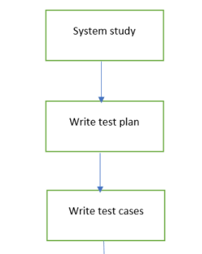 System study
Write test plan
Write test cases